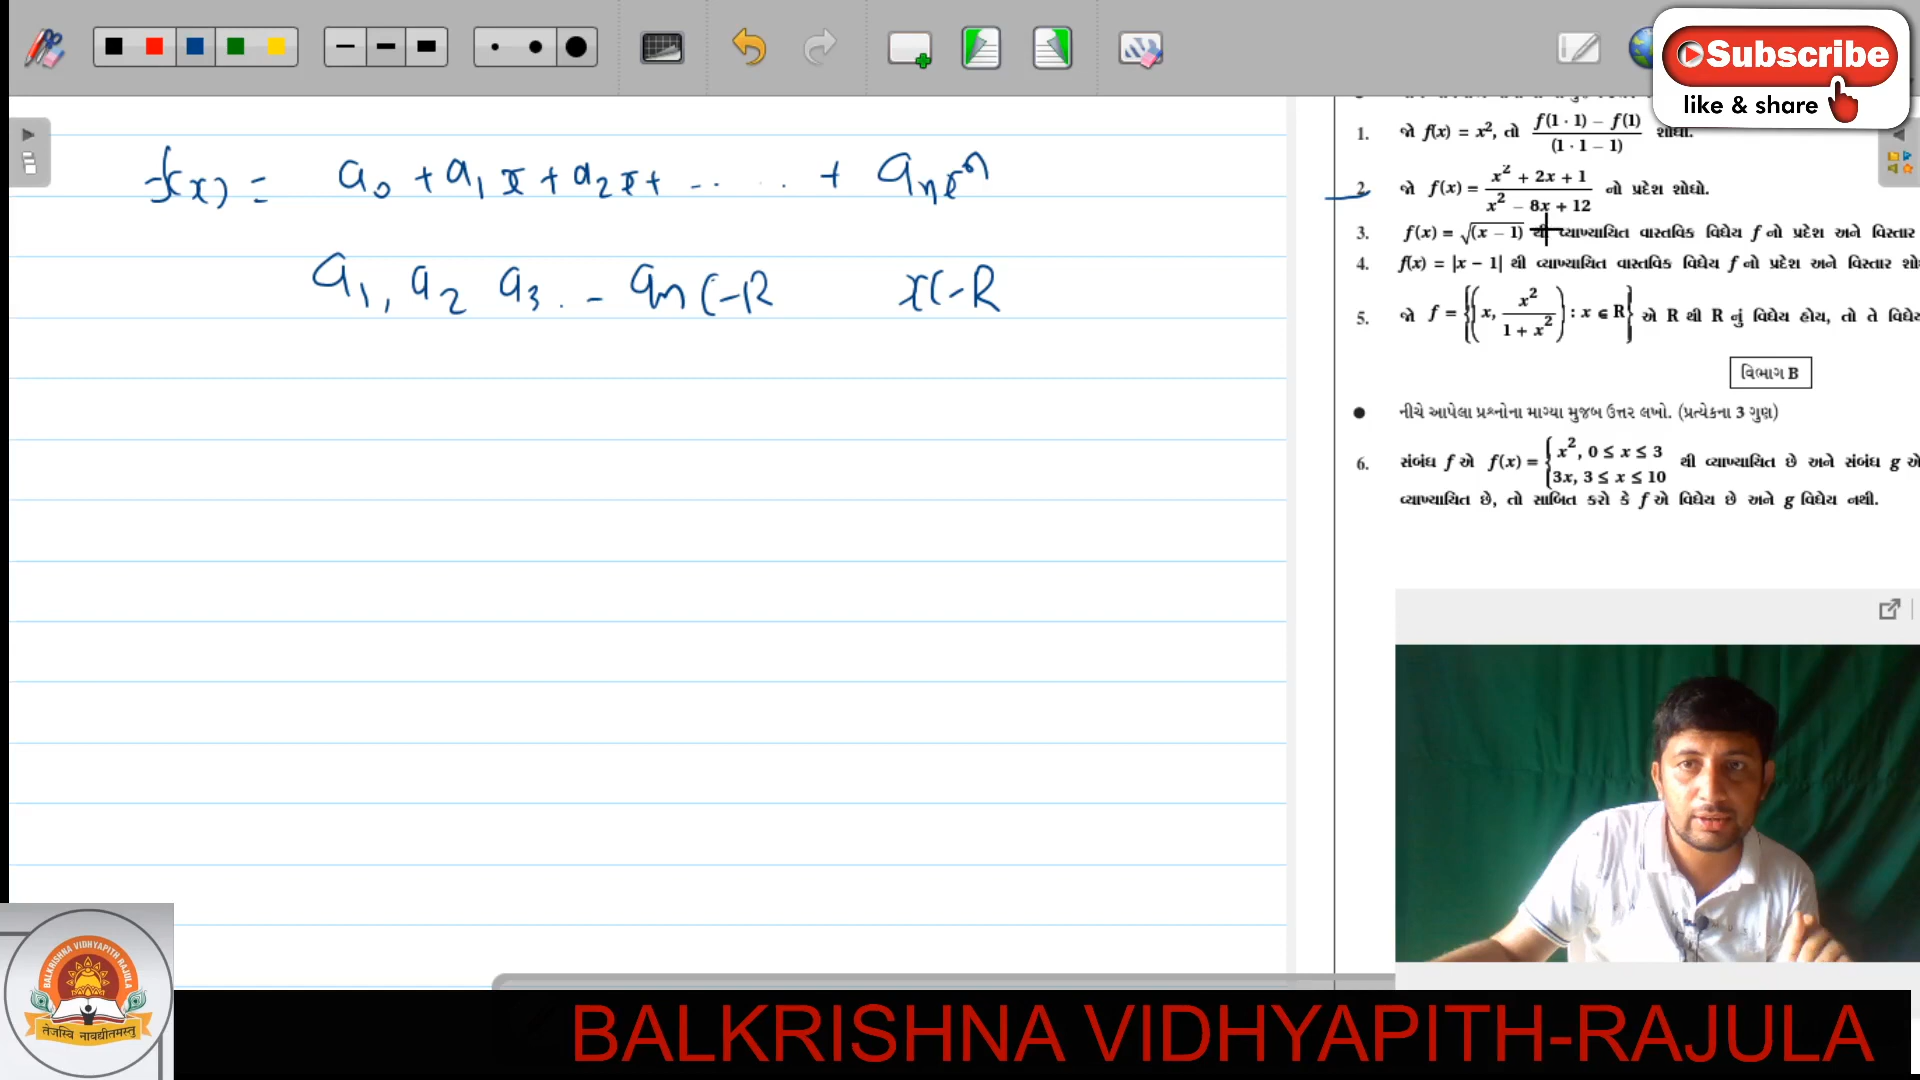 Subscribe
like & share
f(x) = a₀ + a₁x + a₂x + ..... + aₙxⁿ
a₁, a₂ a₃ . - aₙ ∈ R x ∈ R
1. જો f(x) = x², તો f(1·1) – f(1) / (1·1 – 1) શોધો.
2. જો f(x) = x² + 2x + 1 / x² – 8x + 12 નો પ્રદેશ શોધો.
3. f(x) = √(x – 1) થી વ્યાખ્યાયિત વાસ્તવિક વિધેય f નો પ્રદેશ અને વિસ્તાર
4. f(x) = |x – 1| થી વ્યાખ્યાયિત વાસ્તવિક વિધેય f નો પ્રદેશ અને વિસ્તાર
5. જો f = {(x, x² / 1 + x²) : x ∈ R} એ R થી R નું વિધેય હોય, તો તે વિધેય
વિભાગ B
● નીચે આપેલા પ્રશ્નોના માગ્યા મુજબ ઉત્તર લખો. (પ્રત્યેકના 3 ગુણ)
6. સંબંધ f એ f(x) = { x², 0 ≤ x ≤ 3 3x, 3 ≤ x ≤ 10 થી વ્યાખ્યાયિત છે અને સંબંધ g એ
વ્યાખ્યાયિત છે, તો સાબિત કરો કે f એ વિધેય છે અને g વિધેય નથી.
BALKRISHNA VIDHYAPITH RAJULA
तेजस्वि नावधीतमस्तु
BALKRISHNA VIDHYAPITH-RAJULA